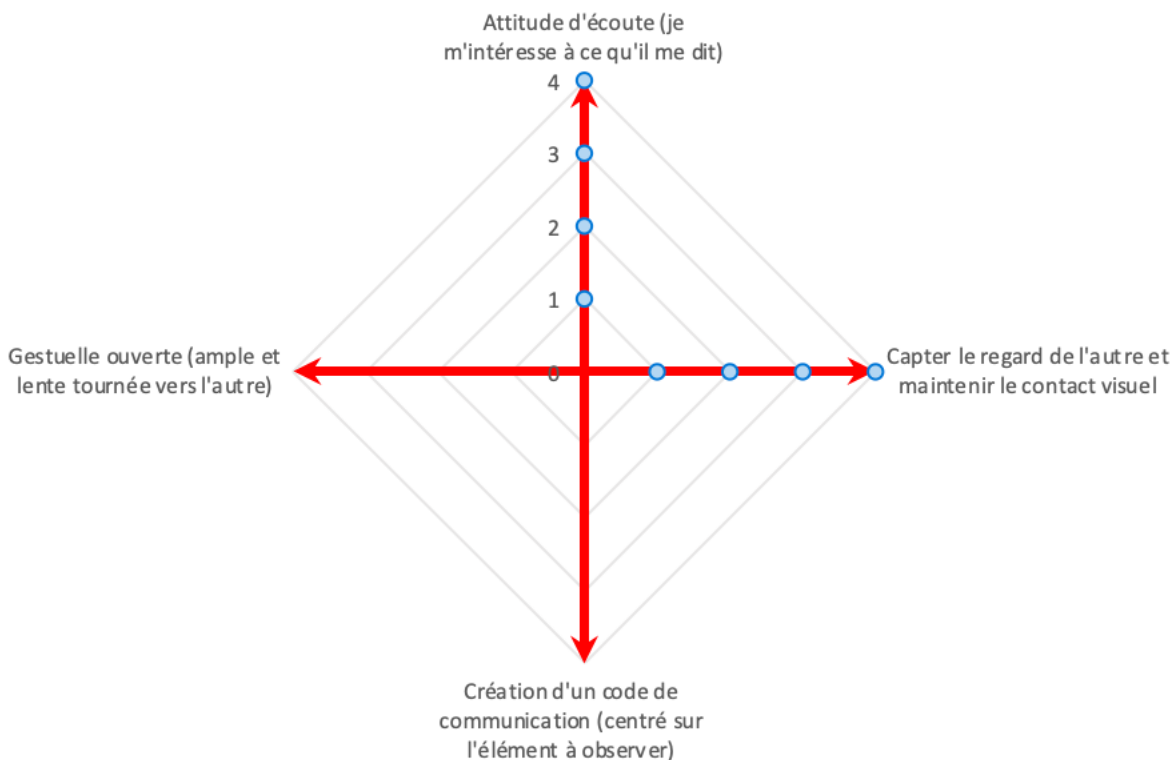 Attitude d'écoute (je
m'intéresse à ce qu'il me dit)
4
3
2
1
0
Gestuelle ouverte (ample et
lente tournée vers l'autre)
Capter le regard de l'autre et
maintenir le contact visuel
Création d'un code de
communication (centré sur
l'élément à observer)